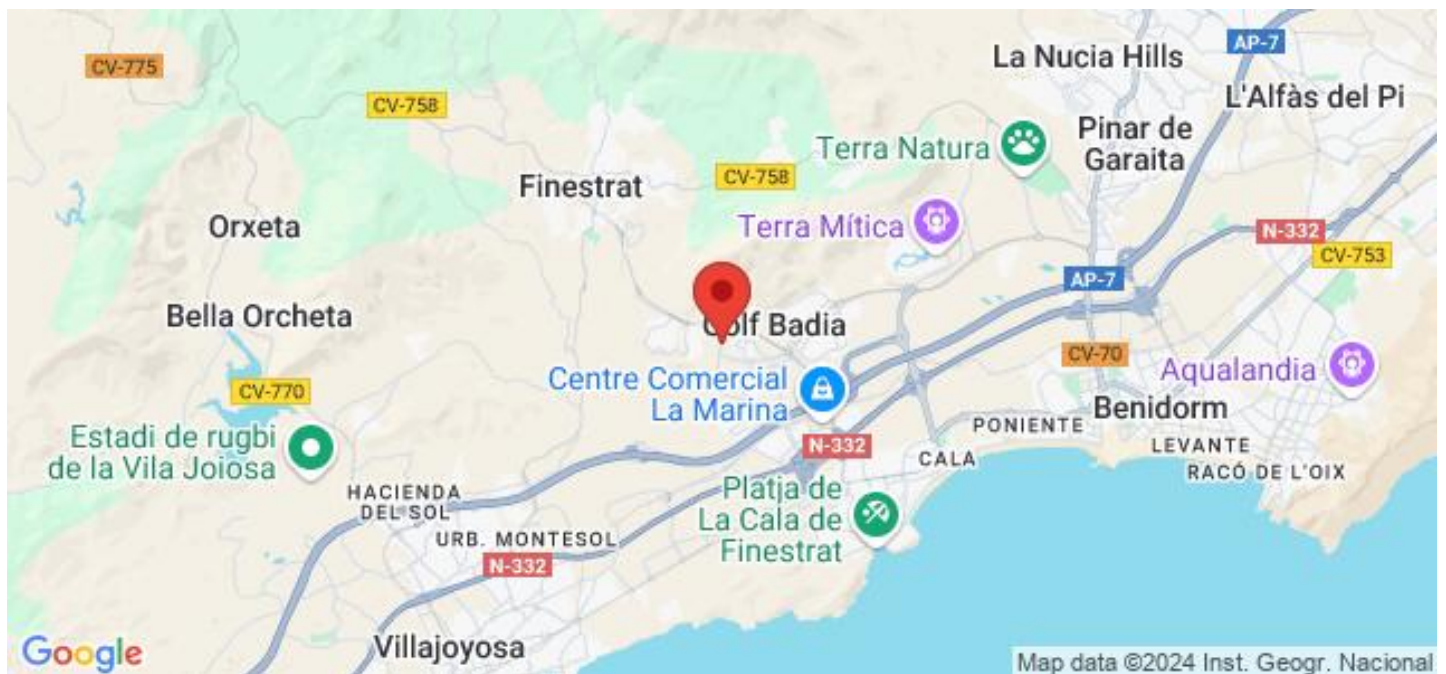 CV-775
CV-758
AP-7
La Nucia Hills
L'Alfàs del Pi
Terra Natura
Pinar de
Garaita
CV-758
Finestrat
Orxeta
Terra Mítica
N-332
CV-753
AP-7
Bella Orcheta
Golf Badia
CV-70
Centre Comercial
La Marina
Aqualandia
CV-770
Benidorm
PONIENTE
Estadi de rugbi
de la Vila Joiosa
N-332
CALA
LEVANTE
RACÓ DE L'OIX
HACIENDA
DEL SOL
Platja de
La Cala de
Finestrat
URB. MONTESOL
N-332
Villajoyosa
Google
Map data ©2024 Inst. Geogr. Nacional